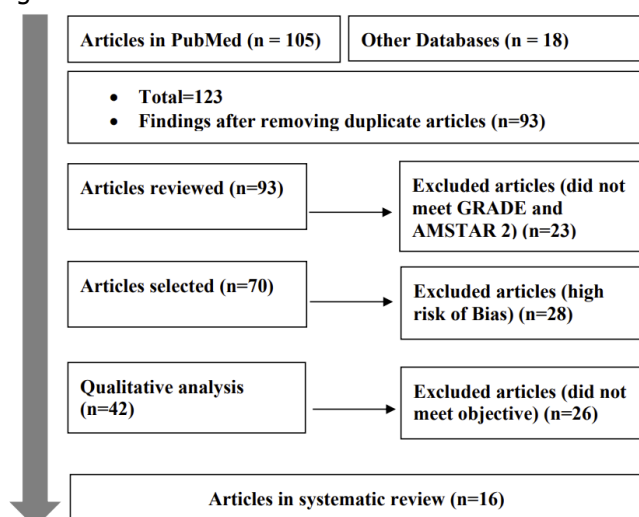 Articles in PubMed (n = 105)
Other Databases (n = 18)
• Total=123
• Findings after removing duplicate articles (n=93)
Articles reviewed (n=93)
Excluded articles (did not
meet GRADE and
AMSTAR 2) (n=23)
Articles selected (n=70)
Excluded articles (high
risk of Bias) (n=28)
Qualitative analysis
(n=42)
Excluded articles (did not
meet objective) (n=26)
Articles in systematic review (n=16)